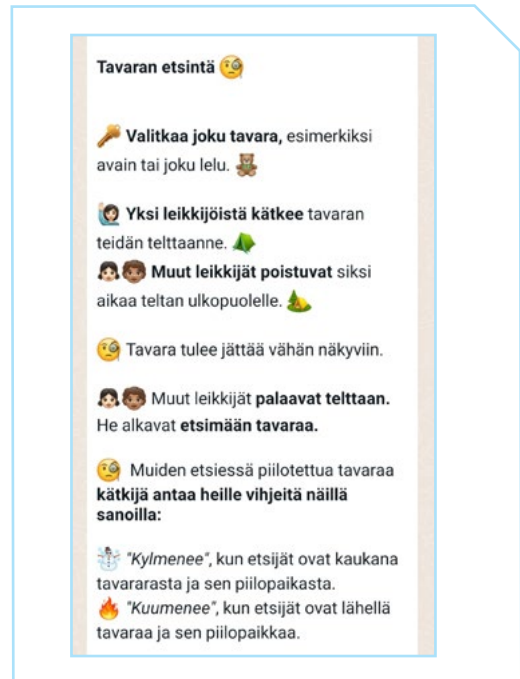 Tavaran etsintä 🧐
🔑 Valitkaa joku tavara, esimerkiksi
avain tai joku lelu. 🧸
🙋🏻‍♀️ Yksi leikkijöistä kätkee tavaran
teidän telttaanne. ⛺
👧🏻👩🏽‍🦱 Muut leikkijät poistuvat siksi
aikaa teltan ulkopuolelle. 🏕️
🧐 Tavara tulee jättää vähän näkyviin.
👧🏻👩🏽‍🦱 Muut leikkijät palaavat telttaan.
He alkavat etsimään tavaraa.
🧐 Muiden etsiessä piilotettua tavaraa
kätkijä antaa heille vihjeitä näillä
sanoilla:
☃️ "Kylmenee", kun etsijät ovat kaukana
tavararasta ja sen piilopaikasta.
🔥 "Kuumenee", kun etsijät ovat lähellä
tavaraa ja sen piilopaikkaa.